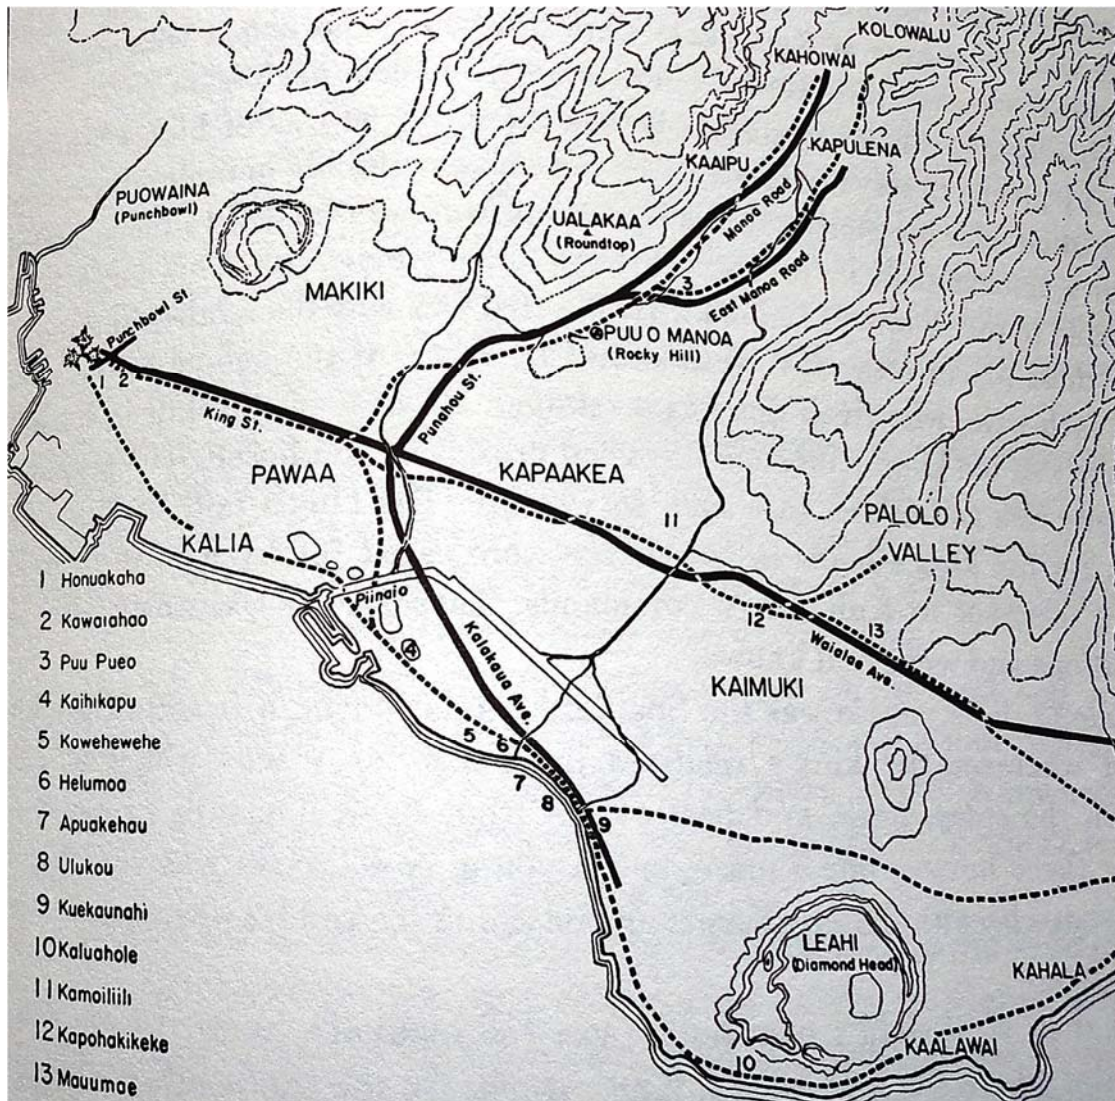 KOLOWALU
KAHOIWAI
KAPULENA
KAAIPU
PUOWAINA
(Punchbowl)
UALAKAA
(Roundtop)
Manoa Road
3
East Manoa Road
MAKIKI
Punchbowl St.
PUU O MANOA
(Rocky Hill)
1 2
King St.
Punahou St.
PAWAA
KAPAAKEA
11
PALOLO
VALLEY
KALIA
Piinaio
4
Kalakaua Ave.
12
13
Waialae Ave.
KAIMUKI
5
6
7
8
9
LEAHI
(Diamond Head)
KAHALA
KAALAWAI
10
1 Honuakaha
2 Kawaiahao
3 Puu Pueo
4 Kaihikapu
5 Kawehewehe
6 Helumoa
7 Apuakehau
8 Ulukou
9 Kuekaunahi
10 Kaluahole
11 Kamoiliili
12 Kapohakikeke
13 Mauumae